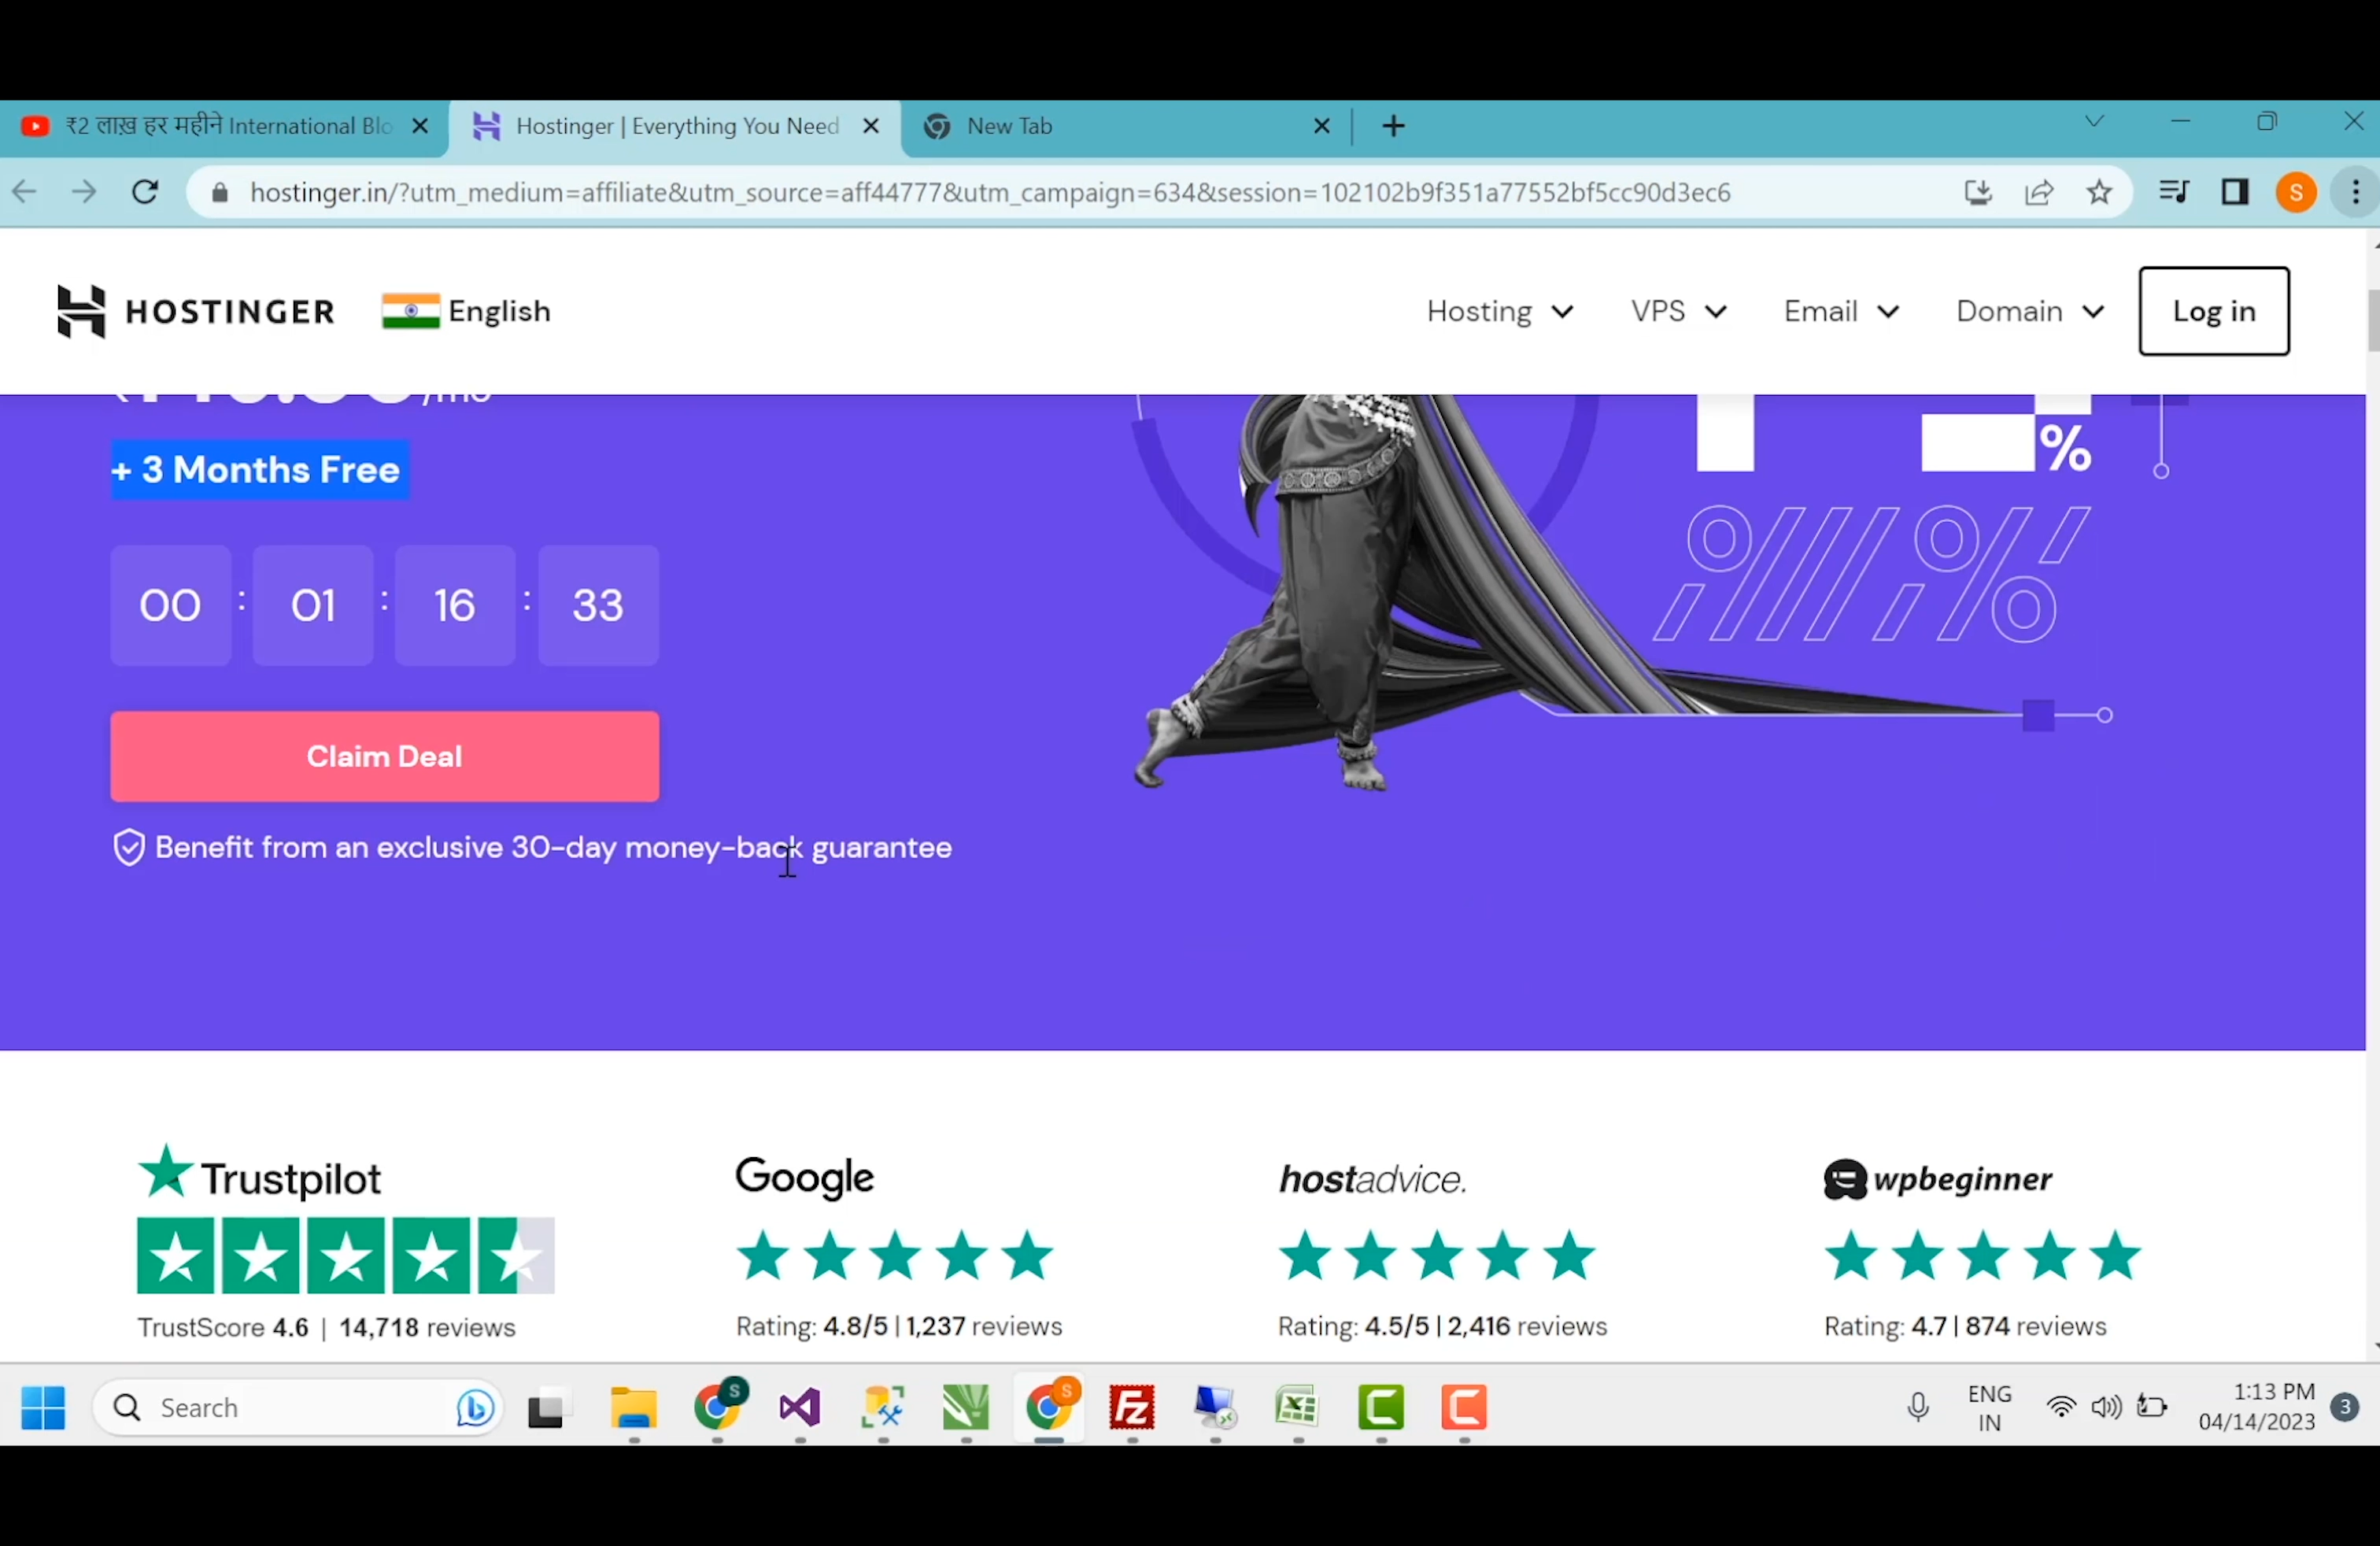 ₹2 लाख़ हर महीने International Blo
Hostinger | Everything You Need
New Tab
hostinger.in/?utm_medium=affiliate&utm_source=aff44777&utm_campaign=634&session=102102b9f351a77552bf5cc90d3ec6
S
HOSTINGER
English
Hosting
VPS
Email
Domain
Log in
/mo
%
+ 3 Months Free
00 : 01 : 16 : 33
Claim Deal
Benefit from an exclusive 30-day money-back guarantee
Trustpilot
TrustScore 4.6 | 14,718 reviews
Google
Rating: 4.8/5 | 1,237 reviews
hostadvice.
Rating: 4.5/5 | 2,416 reviews
wpbeginner
Rating: 4.7 | 874 reviews
Search
S
S
Fz
ENG
IN
1:13 PM
04/14/2023
3